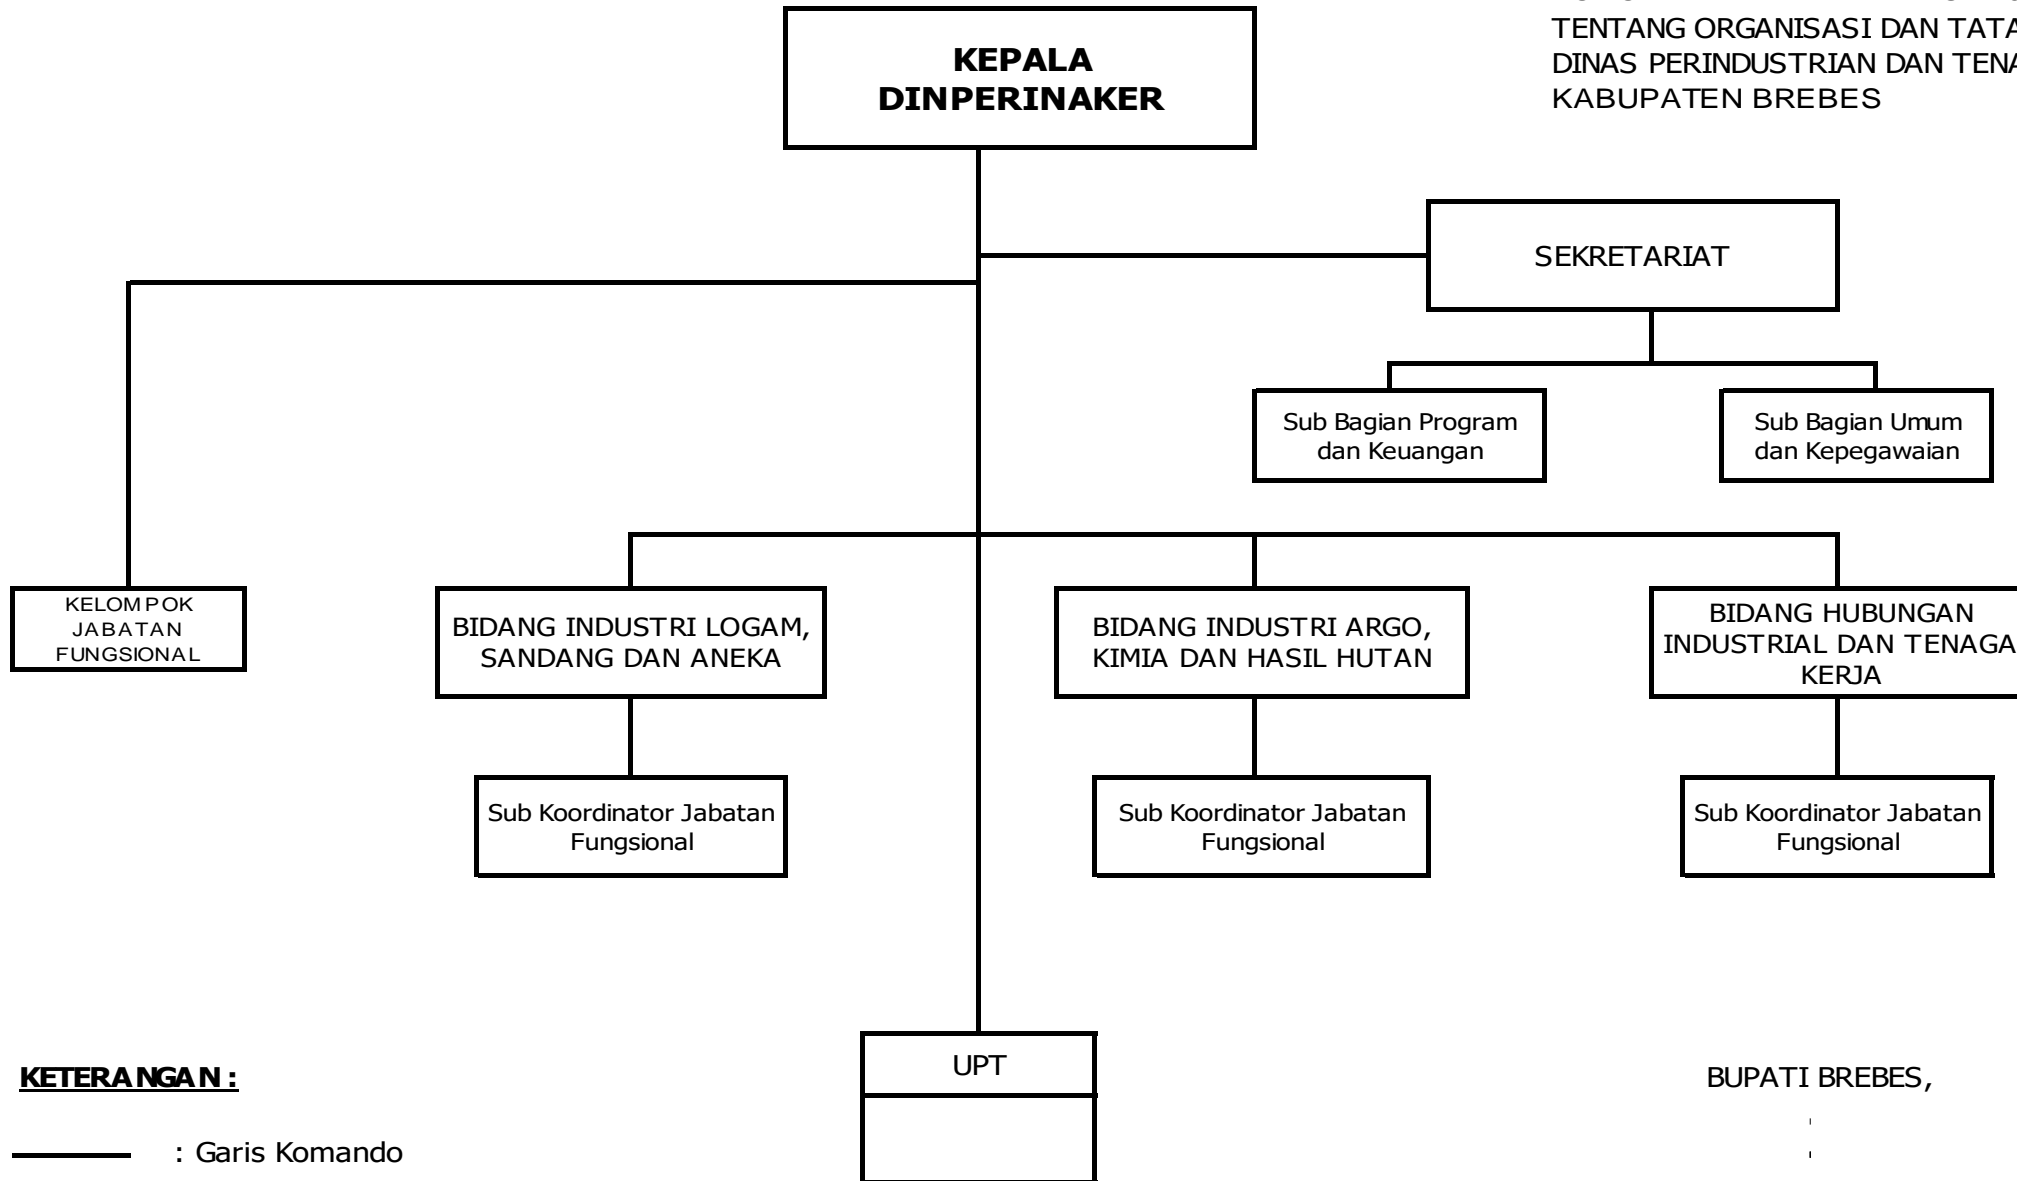 TENTANG ORGANISASI DAN TATA
DINAS PERINDUSTRIAN DAN TENA
KABUPATEN BREBES
KEPALA
DINPERINAKER
SEKRETARIAT
Sub Bagian Program
dan Keuangan
Sub Bagian Umum
dan Kepegawaian
KELOMPOK
JABATAN
FUNGSIONAL
BIDANG INDUSTRI LOGAM,
SANDANG DAN ANEKA
BIDANG INDUSTRI ARGO,
KIMIA DAN HASIL HUTAN
BIDANG HUBUNGAN
INDUSTRIAL DAN TENAGA
KERJA
Sub Koordinator Jabatan
Fungsional
Sub Koordinator Jabatan
Fungsional
Sub Koordinator Jabatan
Fungsional
UPT
KETERANGAN :
: Garis Komando
BUPATI BREBES,